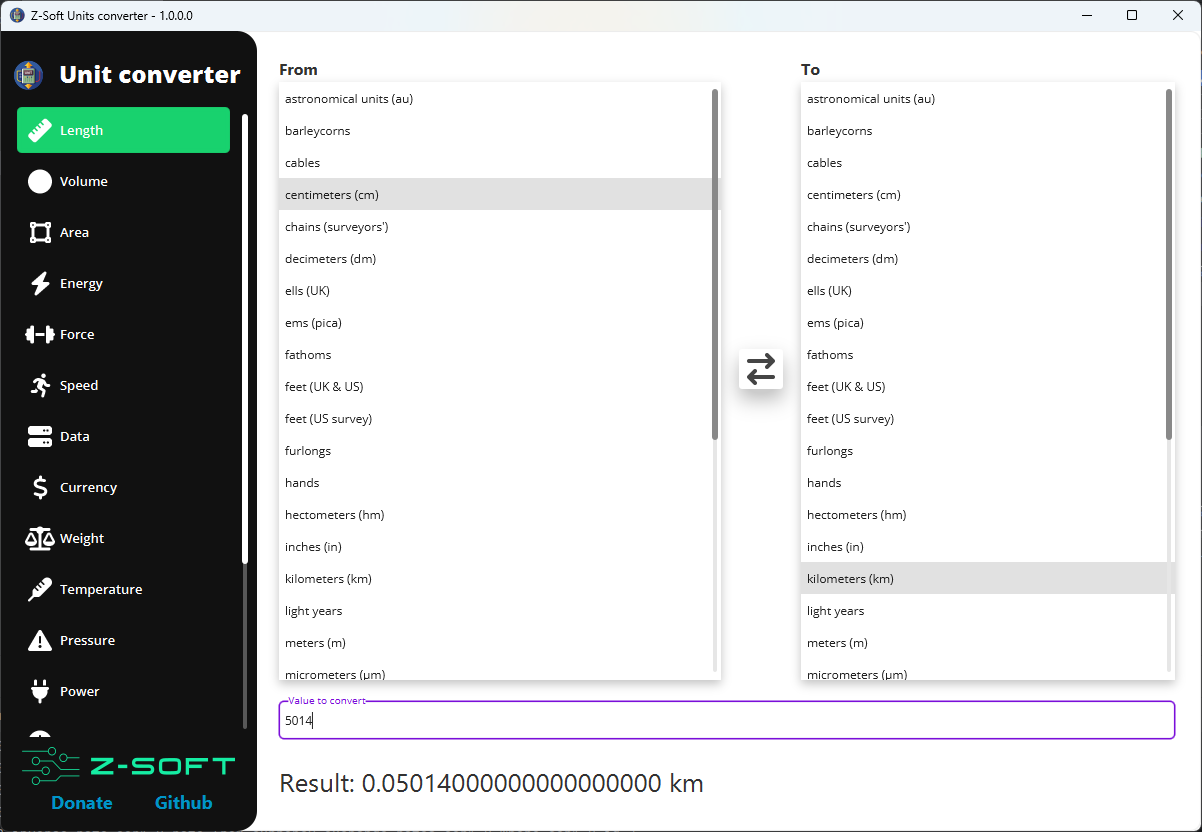 Z-Soft Units converter - 1.0.0.0
Unit converter
Length
Volume
Area
Energy
Force
Speed
Data
Currency
Weight
Temperature
Pressure
Power
Z-SOFT
Donate Github
From
astronomical units (au)
barleycorns
cables
centimeters (cm)
chains (surveyors')
decimeters (dm)
ells (UK)
ems (pica)
fathoms
feet (UK & US)
feet (US survey)
furlongs
hands
hectometers (hm)
inches (in)
kilometers (km)
light years
meters (m)
micrometers (µm)
To
astronomical units (au)
barleycorns
cables
centimeters (cm)
chains (surveyors')
decimeters (dm)
ells (UK)
ems (pica)
fathoms
feet (UK & US)
feet (US survey)
furlongs
hands
hectometers (hm)
inches (in)
kilometers (km)
light years
meters (m)
micrometers (µm)
Value to convert
5014
Result: 0.05014000000000000000 km